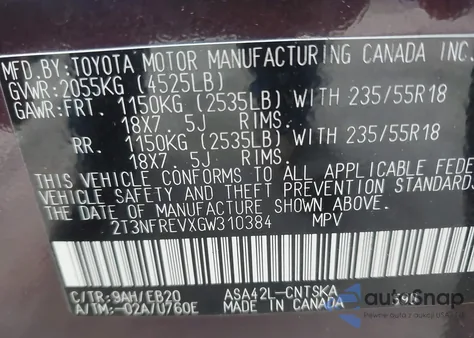 MFD.BY:TOYOTA MOTOR MANUFACTURING CANADA INC.
GVWR:2055KG (4525LB)
GAWR:FRT. 1150KG (2535LB) WITH 235/55R18
18X7. 5J RIMS.
RR. 1150KG (2535LB) WITH 235/55R18
18X7. 5J RIMS.
THIS VEHICLE CONFORMS TO ALL APPLICABLE FEDE
VEHICLE SAFETY AND THEFT PREVENTION STANDARD,
DATE OF MANUFACTURE SHOWN ABOVE.
2T3NFREVXGW310384 MPV
C/TR:9AH/EB20 ASA42L-CNTSKA
A/TM:-02A/U760E MADE IN CANADA
autoSnap